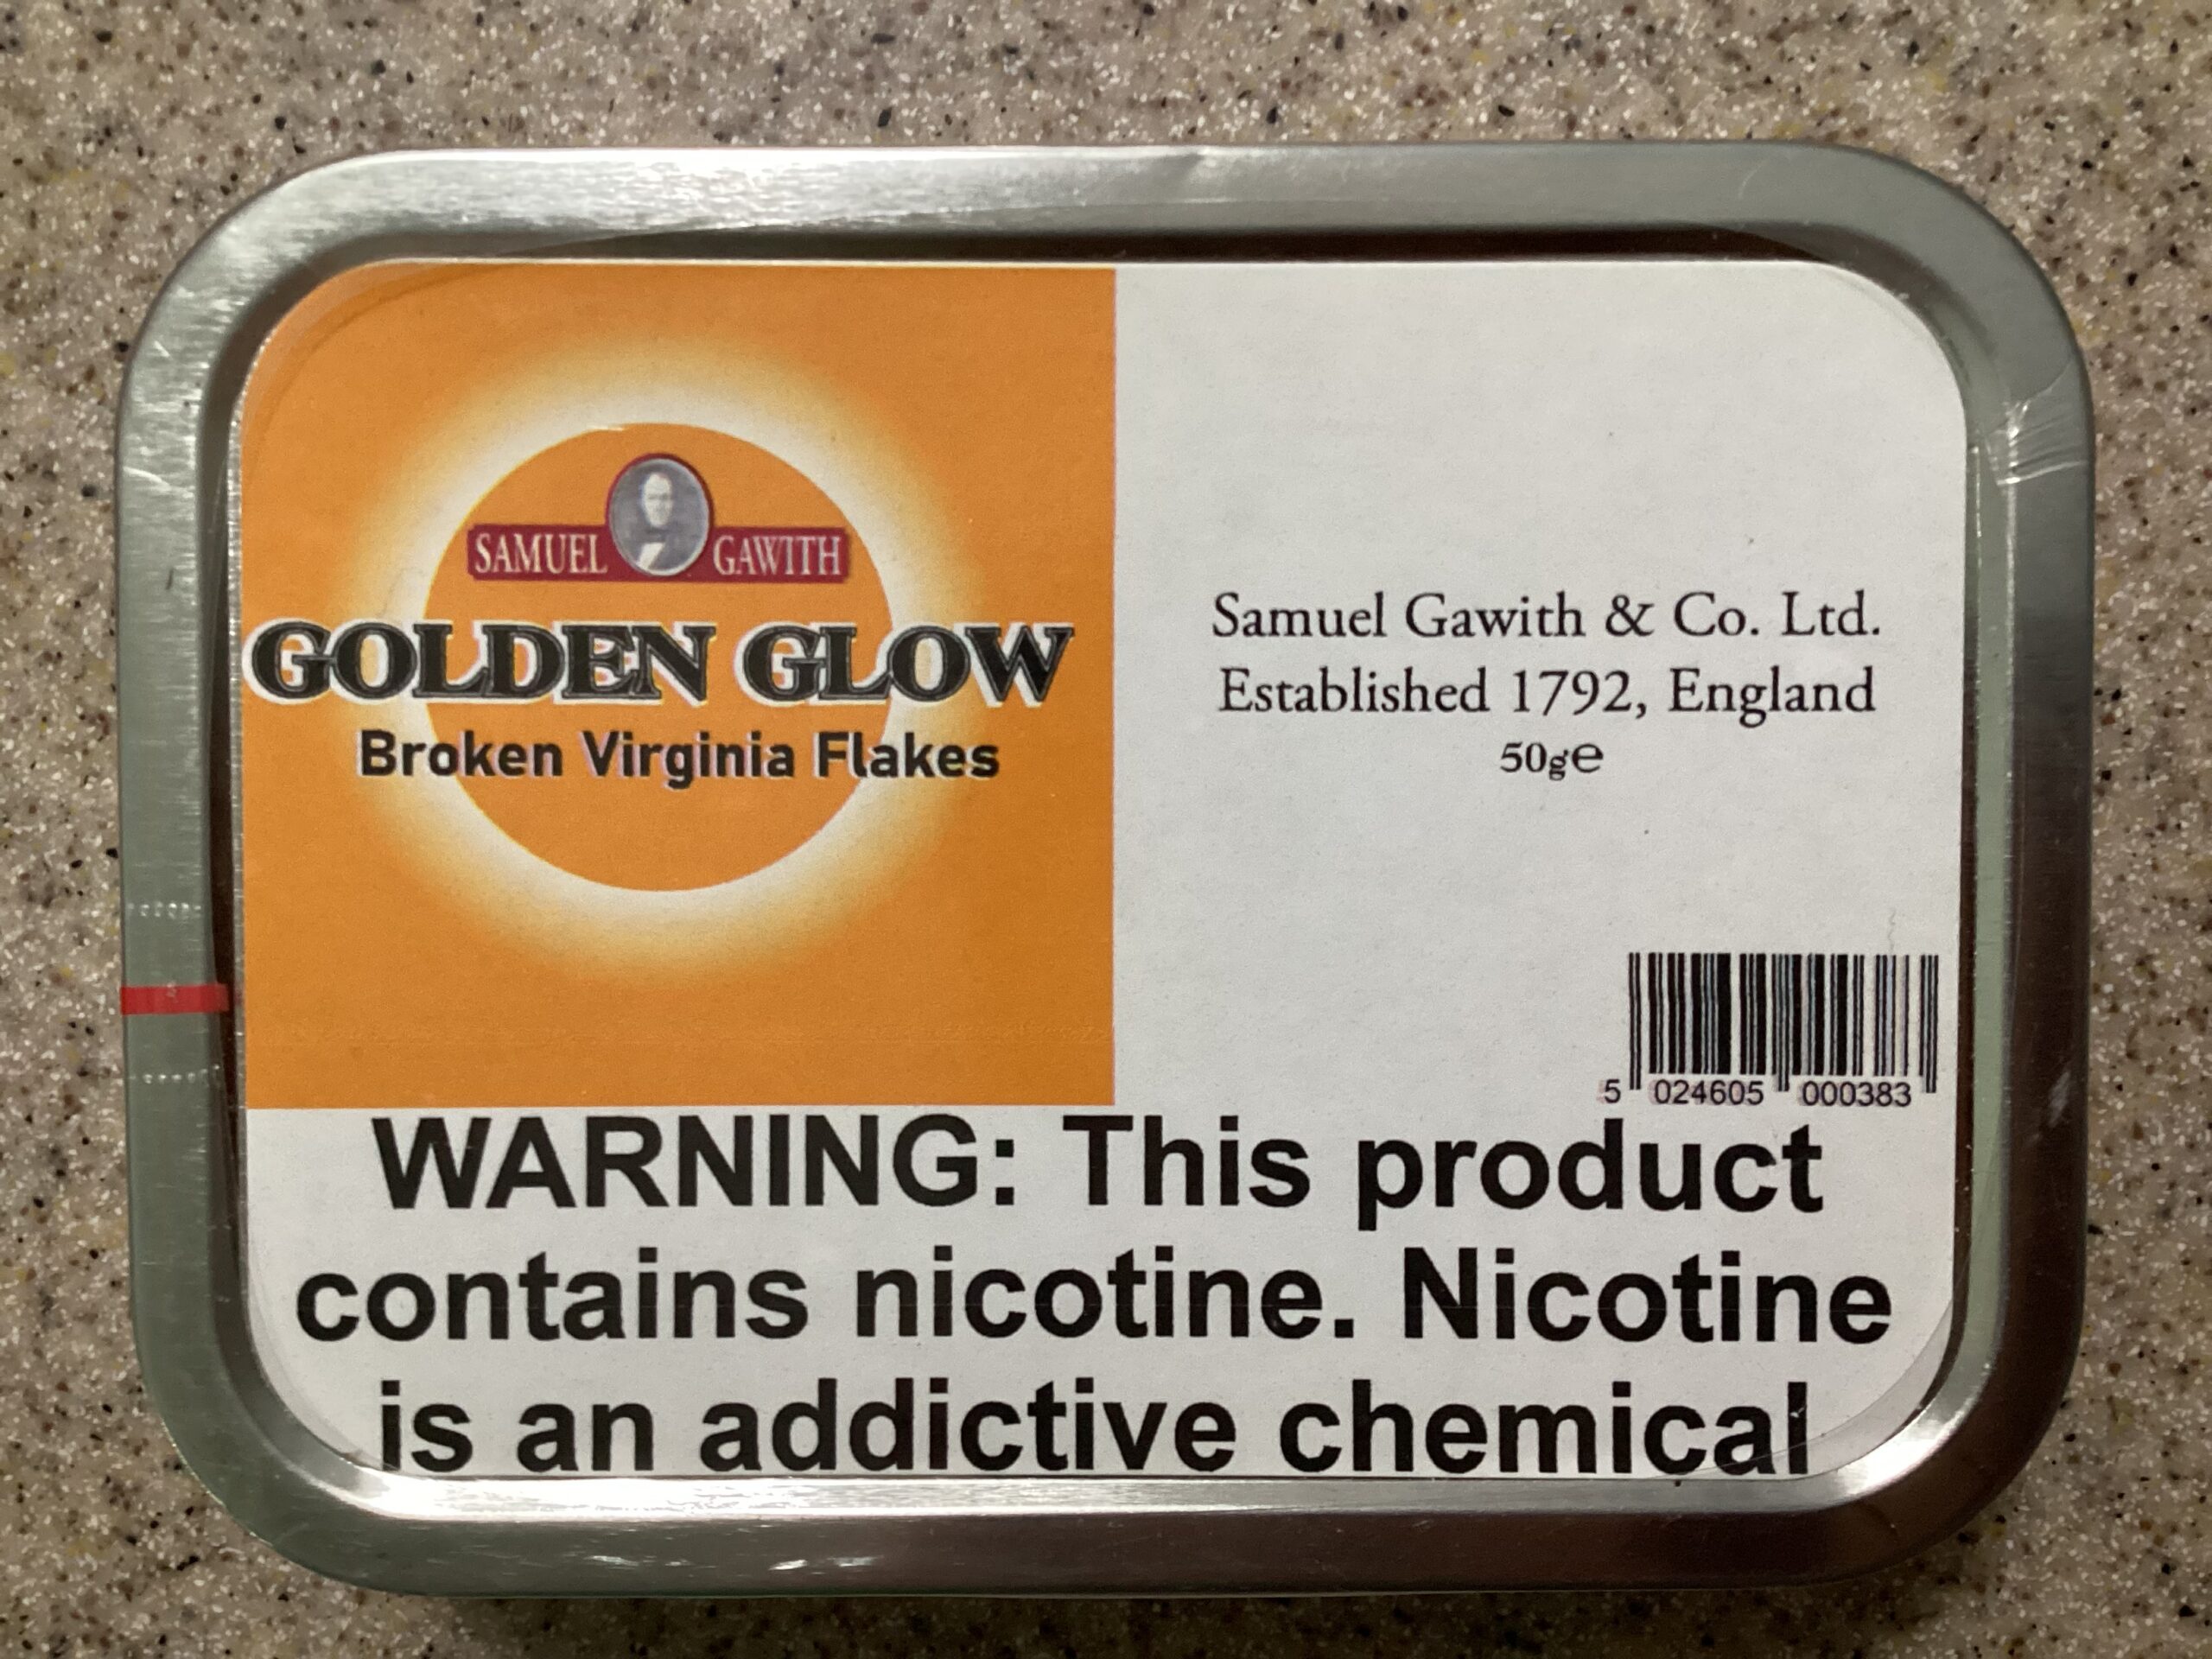 SAMUEL GAWITH
GOLDEN GLOW
Broken Virginia Flakes
Samuel Gawith & Co. Ltd.
Established 1792, England
50g℮
5 024605 000383
WARNING: This product
contains nicotine. Nicotine
is an addictive chemical